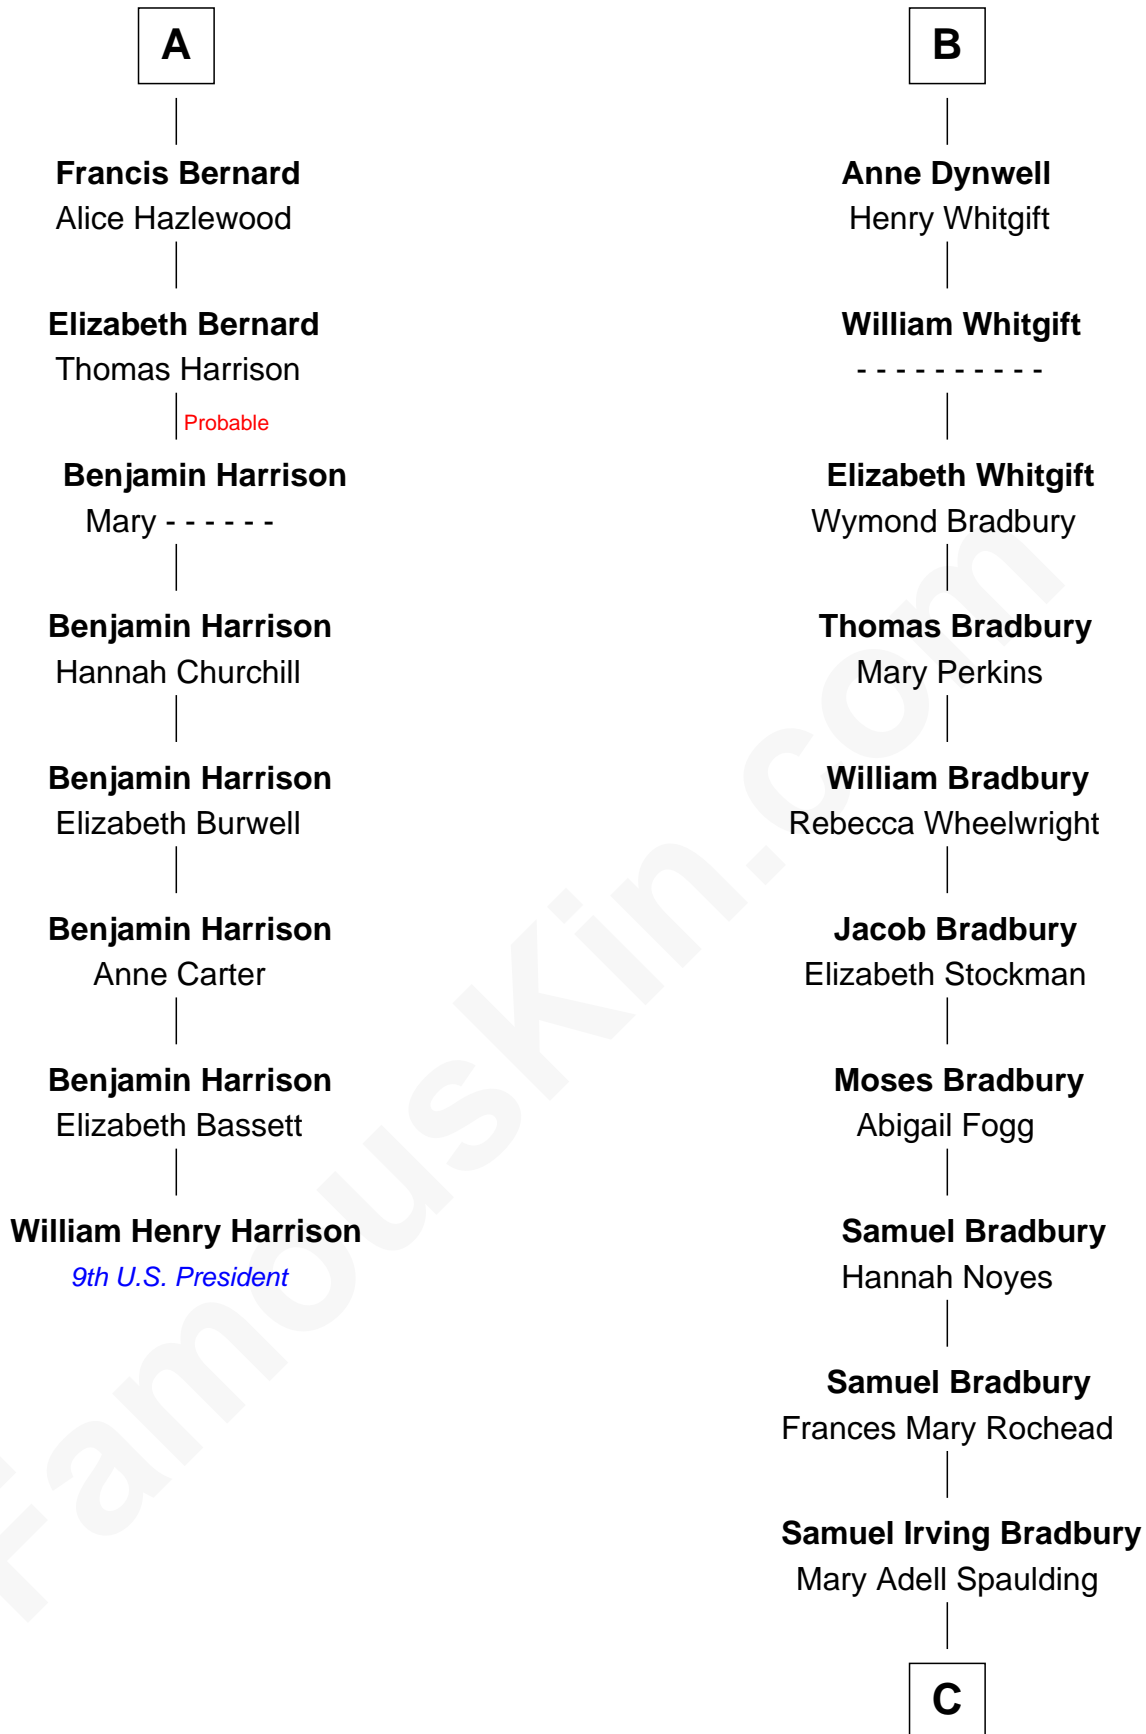 A
Francis Bernard
Alice Hazlewood
Elizabeth Bernard
Thomas Harrison
Probable
Benjamin Harrison
Mary - - - - - -
Benjamin Harrison
Hannah Churchill
Benjamin Harrison
Elizabeth Burwell
Benjamin Harrison
Anne Carter
Benjamin Harrison
Elizabeth Bassett
William Henry Harrison
9th U.S. President
B
Anne Dynwell
Henry Whitgift
William Whitgift
- - - - - - - - - -
Elizabeth Whitgift
Wymond Bradbury
Thomas Bradbury
Mary Perkins
William Bradbury
Rebecca Wheelwright
Jacob Bradbury
Elizabeth Stockman
Moses Bradbury
Abigail Fogg
Samuel Bradbury
Hannah Noyes
Samuel Bradbury
Frances Mary Rochead
Samuel Irving Bradbury
Mary Adell Spaulding
C
FamousKin.com